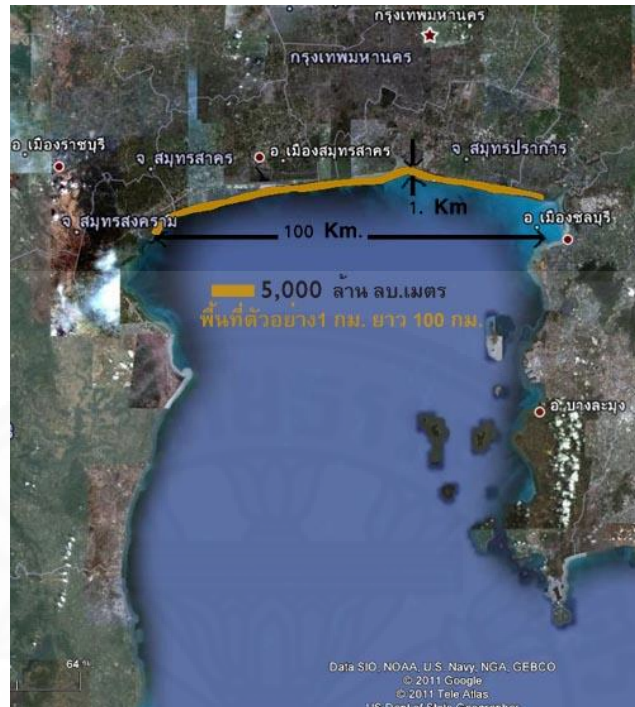 กรุงเทพมหานคร
กรุงเทพมหานคร
อ เมืองราชบุรี
จ สมุทรสาคร
อ เมืองสมุทรสาคร
จ สมุทรปราการ
จ สมุทรสงคราม
1. Km
อ เมืองชลบุรี
100 Km.
5,000 ล้าน ลบ.เมตร
พื้นที่ตัวอย่าง1 กม. ยาว 100 กม.
อ บางละมุง
64
Data SIO, NOAA, U.S. Navy, NGA, GEBCO
© 2011 Google
© 2011 Tele Atlas
US Dept of State Geographer